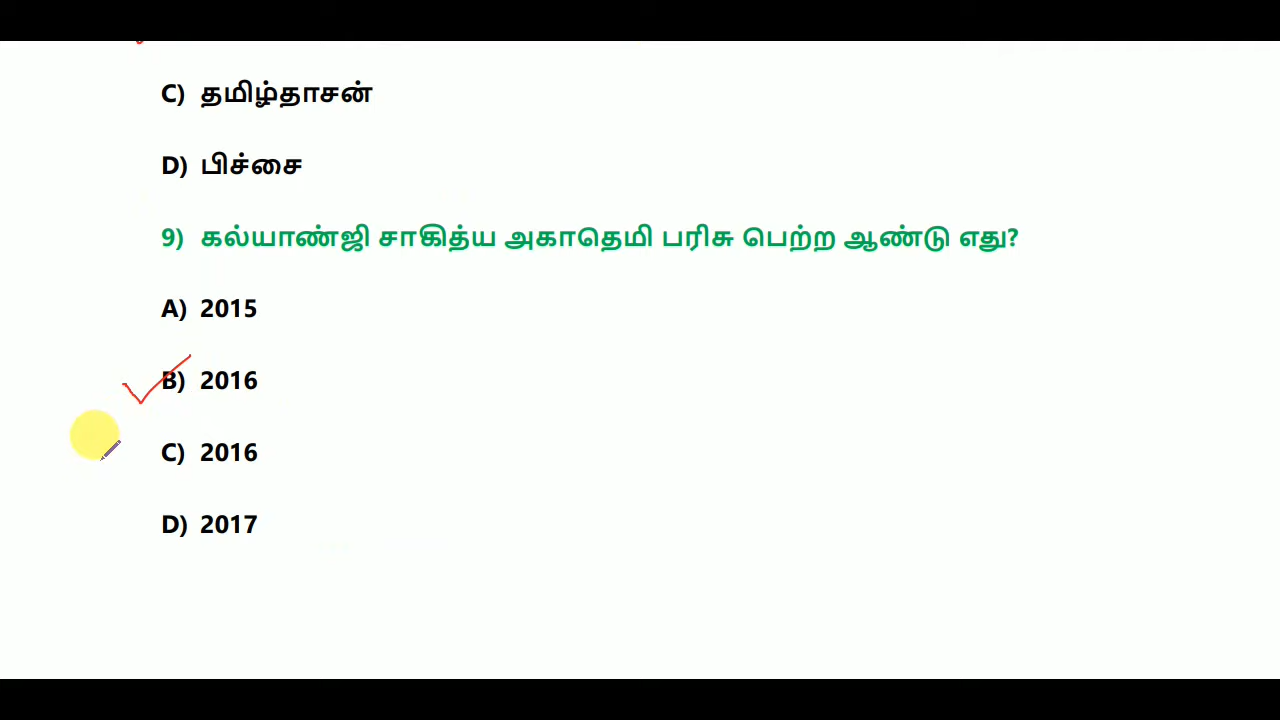 C) தமிழ்தாசன்
D) பிச்சை
9) கல்யாண்ஜி சாகித்ய அகாதெமி பரிசு பெற்ற ஆண்டு எது?
A) 2015
B) 2016
C) 2016
D) 2017